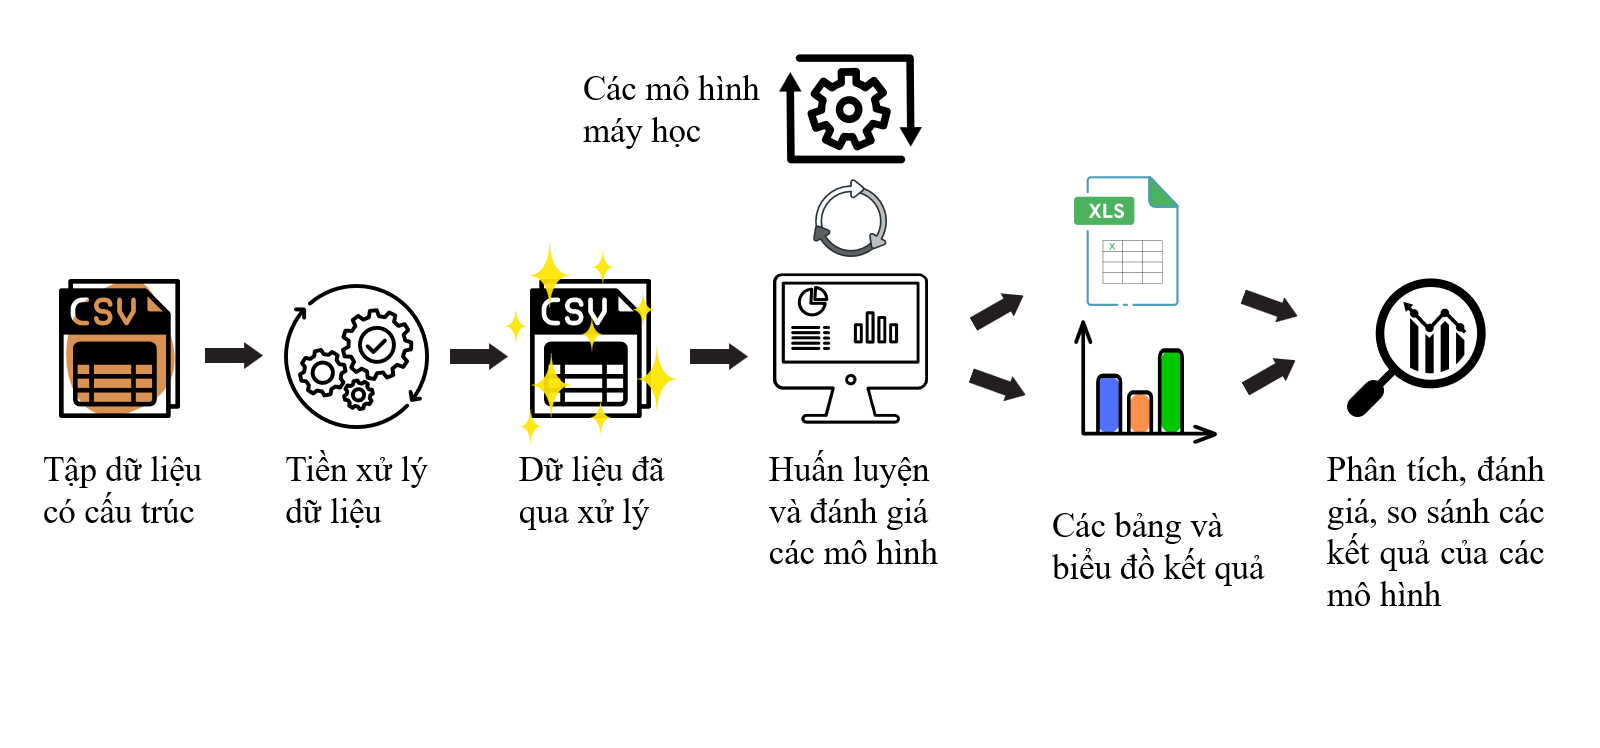 Các mô hình
máy học
XLS
X
CSV
CSV
Tập dữ liệu
có cấu trúc
Tiền xử lý
dữ liệu
Dữ liệu đã
qua xử lý
Huấn luyện
và đánh giá
các mô hình
Các bảng và
biểu đồ kết quả
Phân tích, đánh
giá, so sánh các
kết quả của các
mô hình